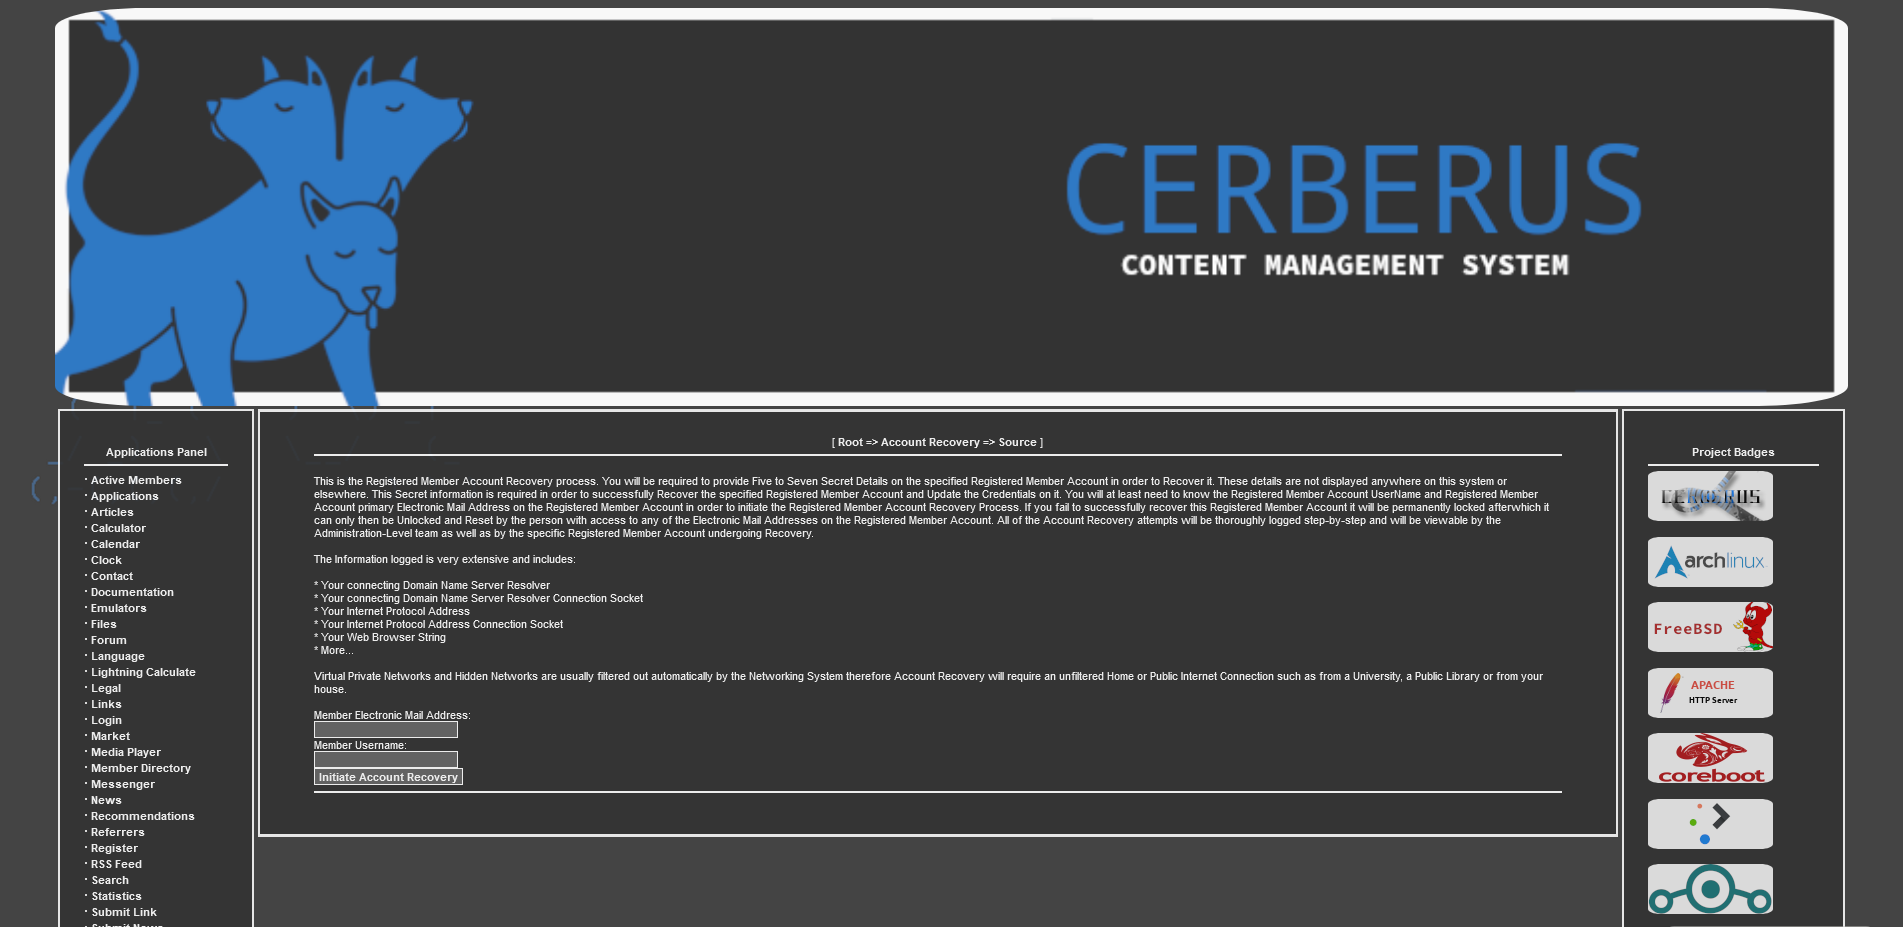 CERBERUS
CONTENT MANAGEMENT SYSTEM
Applications Panel
· Active Members
· Applications
· Articles
· Calculator
· Calendar
· Clock
· Contact
· Documentation
· Emulators
· Files
· Forum
· Language
· Lightning Calculate
· Legal
· Links
· Login
· Market
· Media Player
· Member Directory
· Messenger
· News
· Recommendations
· Referrers
· Register
· RSS Feed
· Search
· Statistics
· Submit Link
· Submit News
[ Root => Account Recovery => Source ]
This is the Registered Member Account Recovery process. You will be required to provide Five to Seven Secret Details on the specified Registered Member Account in order to Recover it. These details are not displayed anywhere on this system or
elsewhere. This Secret information is required in order to successfully Recover the specified Registered Member Account and Update the Credentials on it. You will at least need to know the Registered Member Account UserName and Registered Member
Account primary Electronic Mail Address on the Registered Member Account in order to initiate the Registered Member Account Recovery Process. If you fail to successfully recover this Registered Member Account it will be permanently locked afterwhich it
can only then be Unlocked and Reset by the person with access to any of the Electronic Mail Addresses on the Registered Member Account. All of the Account Recovery attempts will be thoroughly logged step-by-step and will be viewable by the
Administration-Level team as well as by the specific Registered Member Account undergoing Recovery.
The Information logged is very extensive and includes:
* Your connecting Domain Name Server Resolver
* Your connecting Domain Name Server Resolver Connection Socket
* Your Internet Protocol Address
* Your Internet Protocol Address Connection Socket
* Your Web Browser String
* More...
Virtual Private Networks and Hidden Networks are usually filtered out automatically by the Networking System therefore Account Recovery will require an unfiltered Home or Public Internet Connection such as from a University, a Public Library or from your
house.
Member Electronic Mail Address:
Member Username:
Initiate Account Recovery
Project Badges
CERBERUS
archlinux
FreeBSD
APACHE
HTTP Server
coreboot